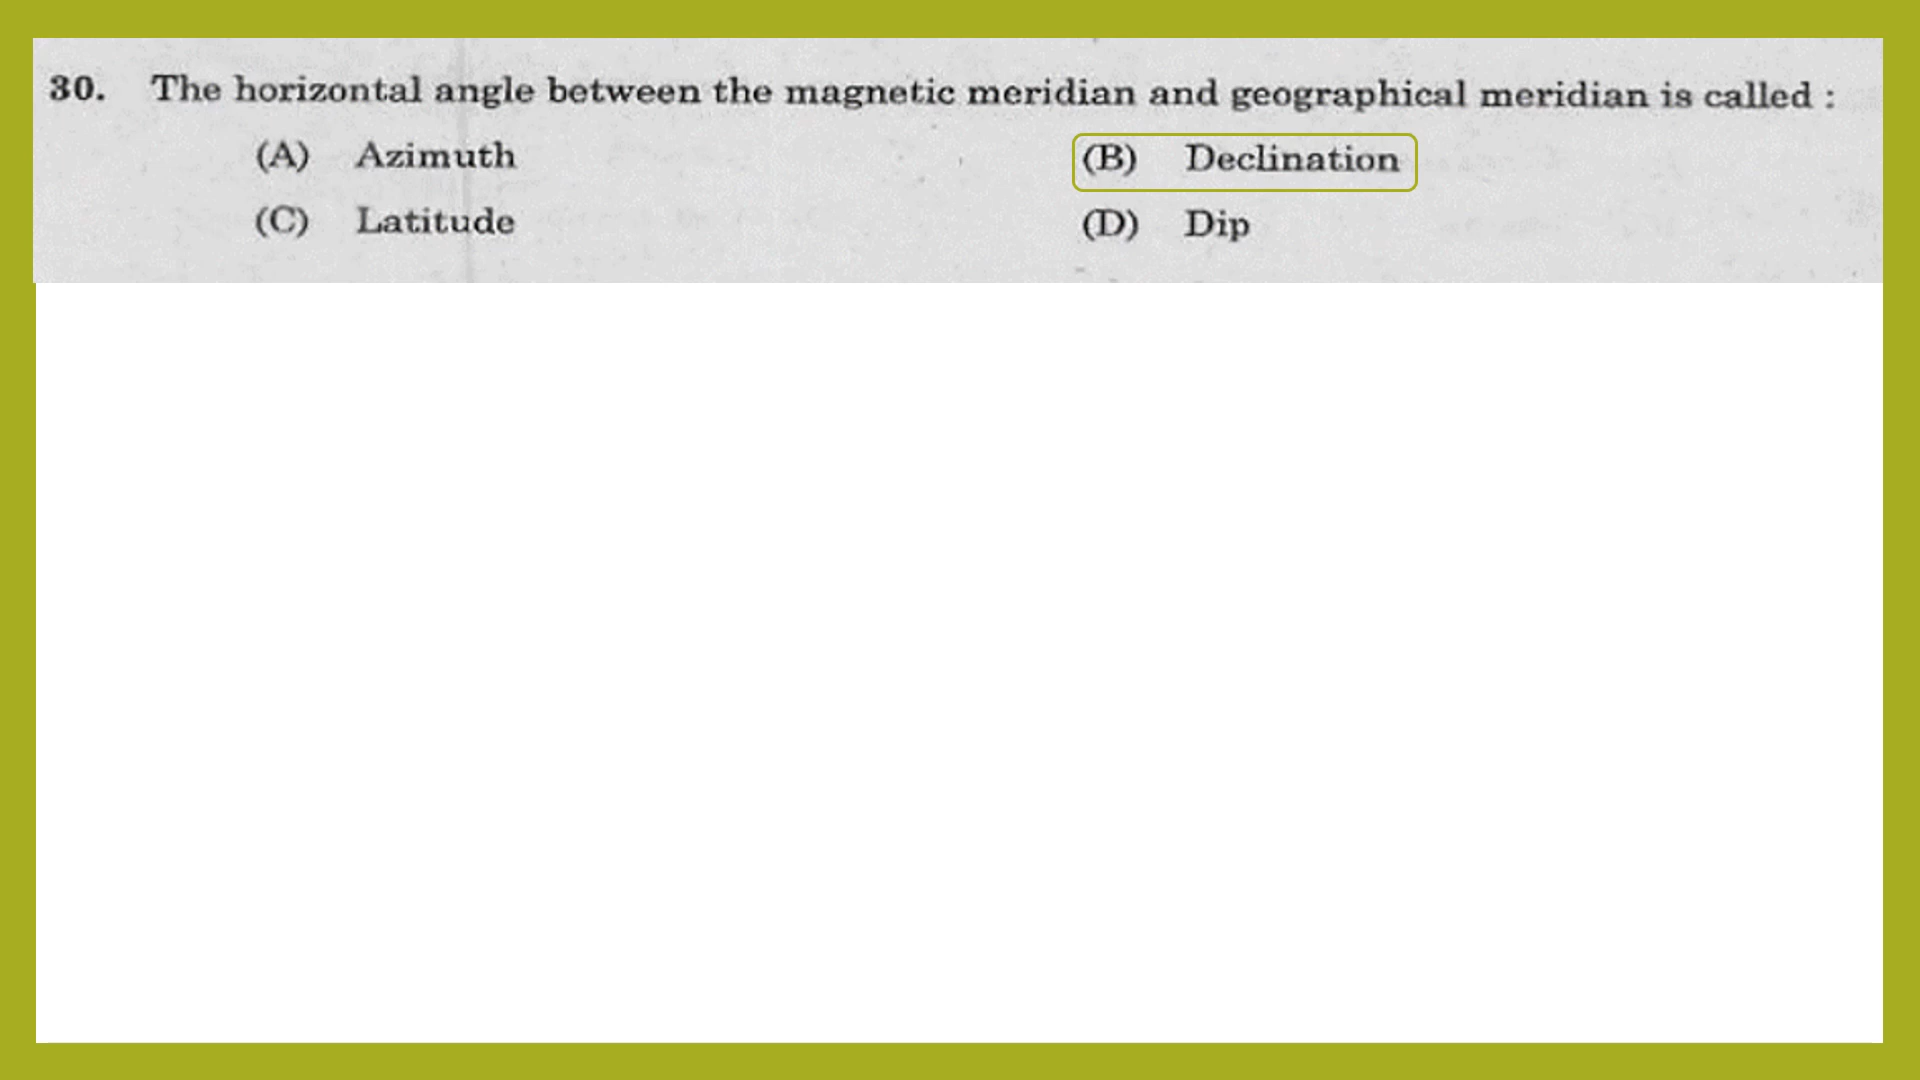 30. The horizontal angle between the magnetic meridian and geographical meridian is called :
(A) Azimuth (B) Declination
(C) Latitude (D) Dip